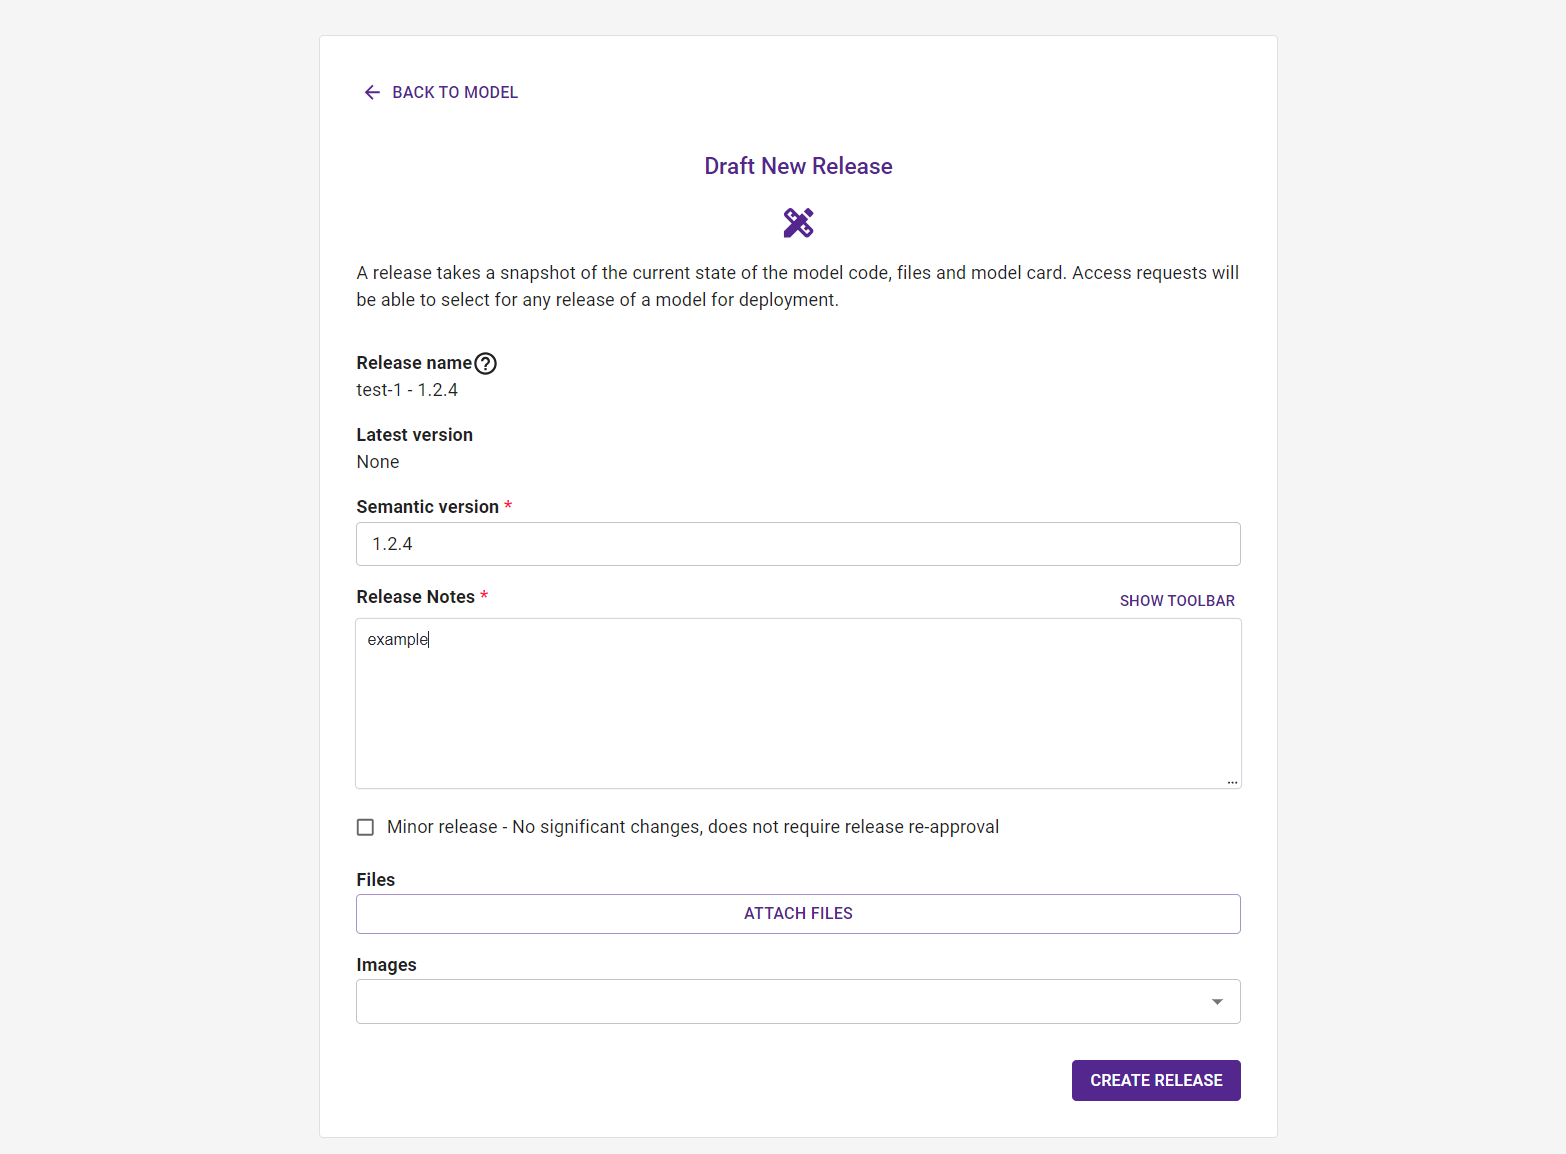 BACK TO MODEL
Draft New Release
A release takes a snapshot of the current state of the model code, files and model card. Access requests will
be able to select for any release of a model for deployment.
Release name
test-1 - 1.2.4
Latest version
None
Semantic version *
1.2.4
Release Notes *
SHOW TOOLBAR
example
...
Minor release - No significant changes, does not require release re-approval
Files
ATTACH FILES
Images
CREATE RELEASE